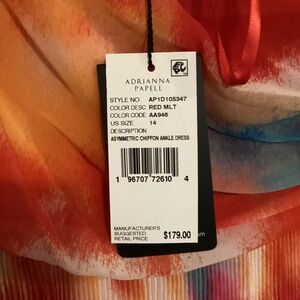 ADRIANNA
PAPELL
STYLE NO. AP1D105347
COLOR DESC RED MLT
COLOR CODE AA946
US SIZE 14
DESCRIPTION
ASYMMETRIC CHIFFON ANKLE DRESS
1 96707 72610 4
MANUFACTURER'S
SUGGESTED
RETAIL PRICE $179.00